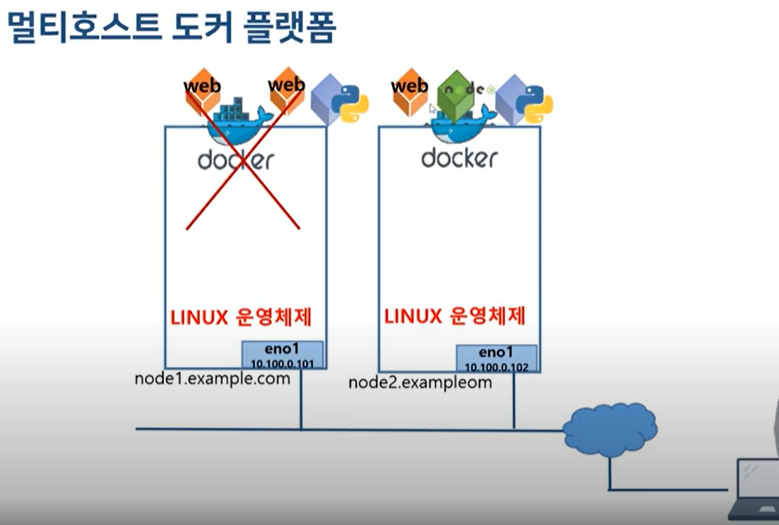 멀티호스트 도커 플랫폼
web web
web node
docker
docker
LINUX 운영체제
LINUX 운영체제
eno1
10.100.0.101
eno1
10.100.0.102
node1.example.com
node2.exampleom